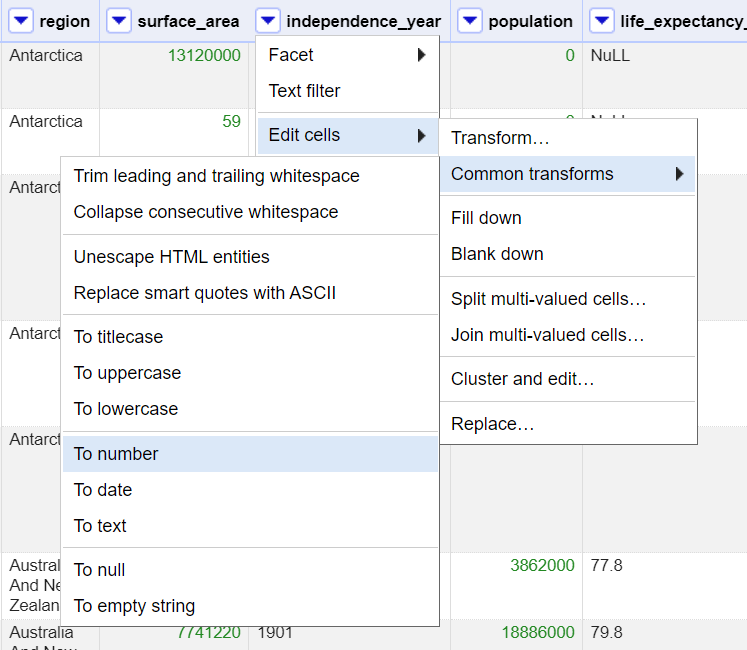 region surface_area independence_year population life_expectancy_
Antarctica 13120000 0 NuLL
Facet
Text filter
Antarctica 59
Edit cells
Transform…
Common transforms
Fill down
Blank down
Split multi-valued cells…
Join multi-valued cells…
Cluster and edit…
Replace…
Trim leading and trailing whitespace
Collapse consecutive whitespace
Unescape HTML entities
Replace smart quotes with ASCII
To titlecase
To uppercase
To lowercase
To number
To date
To text
To null
To empty string
Antarct
Antarct
Antarct
Austral 3862000 77.8
And Ne
Zealan
Australia 7741220 1901 18886000 79.8